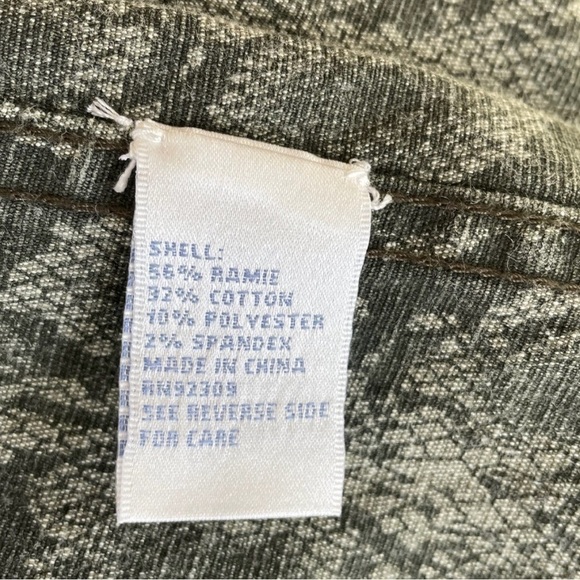 SHELL:
56% RAMIE
32% COTTON
10% POLYESTER
2% SPANDEX
MADE IN CHINA
RN92309
SEE REVERSE SIDE
FOR CARE